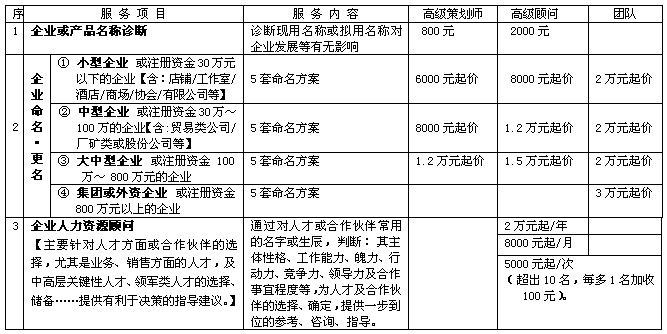 序 服 务 项 目 服 务 内 容 高级策划师 高级顾问 团队
1 企业或产品名称诊断 诊断现用名称或拟用名称对 800 元 2000 元
企业发展等有无影响
2 企业命名·更名
① 小型企业 或注册资金 30 万元
以下的企业【含：店铺/工作室/
酒店/商场/协会/有限公司等】
5 套命名方案 6000 元起价 8000 元起价 2 万元起价
② 中型企业 或注册资金30万～
100 万的企业【含:贸易类公司/
厂矿类或股份公司等】
5 套命名方案 8000 元起价 1.2 万元起价 2 万元起价
③ 大中型企业 或注册资金 100
万～ 800 万元的企业
5 套命名方案 1.2 万元起价 1.5 万元起价 2 万元起价
④ 集团或外资企业 或注册资金
800 万元以上的企业
5 套命名方案 3 万元起价
3 企业人力资源顾问
【主要针对人才方面或合作伙伴的选
择，尤其是业务、销售方面的人才，及
中高层关键性人才、领军类人才的选择、
储备……提供有利于决策的指导建议。】
通过对人才或合作伙伴常用
的名字或生辰，判断： 其主
体性格、工作能力、魄力、行
动力、竞争力、领导力及合作
事宜程度等，为人才及合作伙
伴的选择、确定，提供一步到
位的参考、咨询、指导。
2 万元起/年
8000 元起/月
5000 元起/次
（超出 10 名，每多 1 名加收
100 元）。